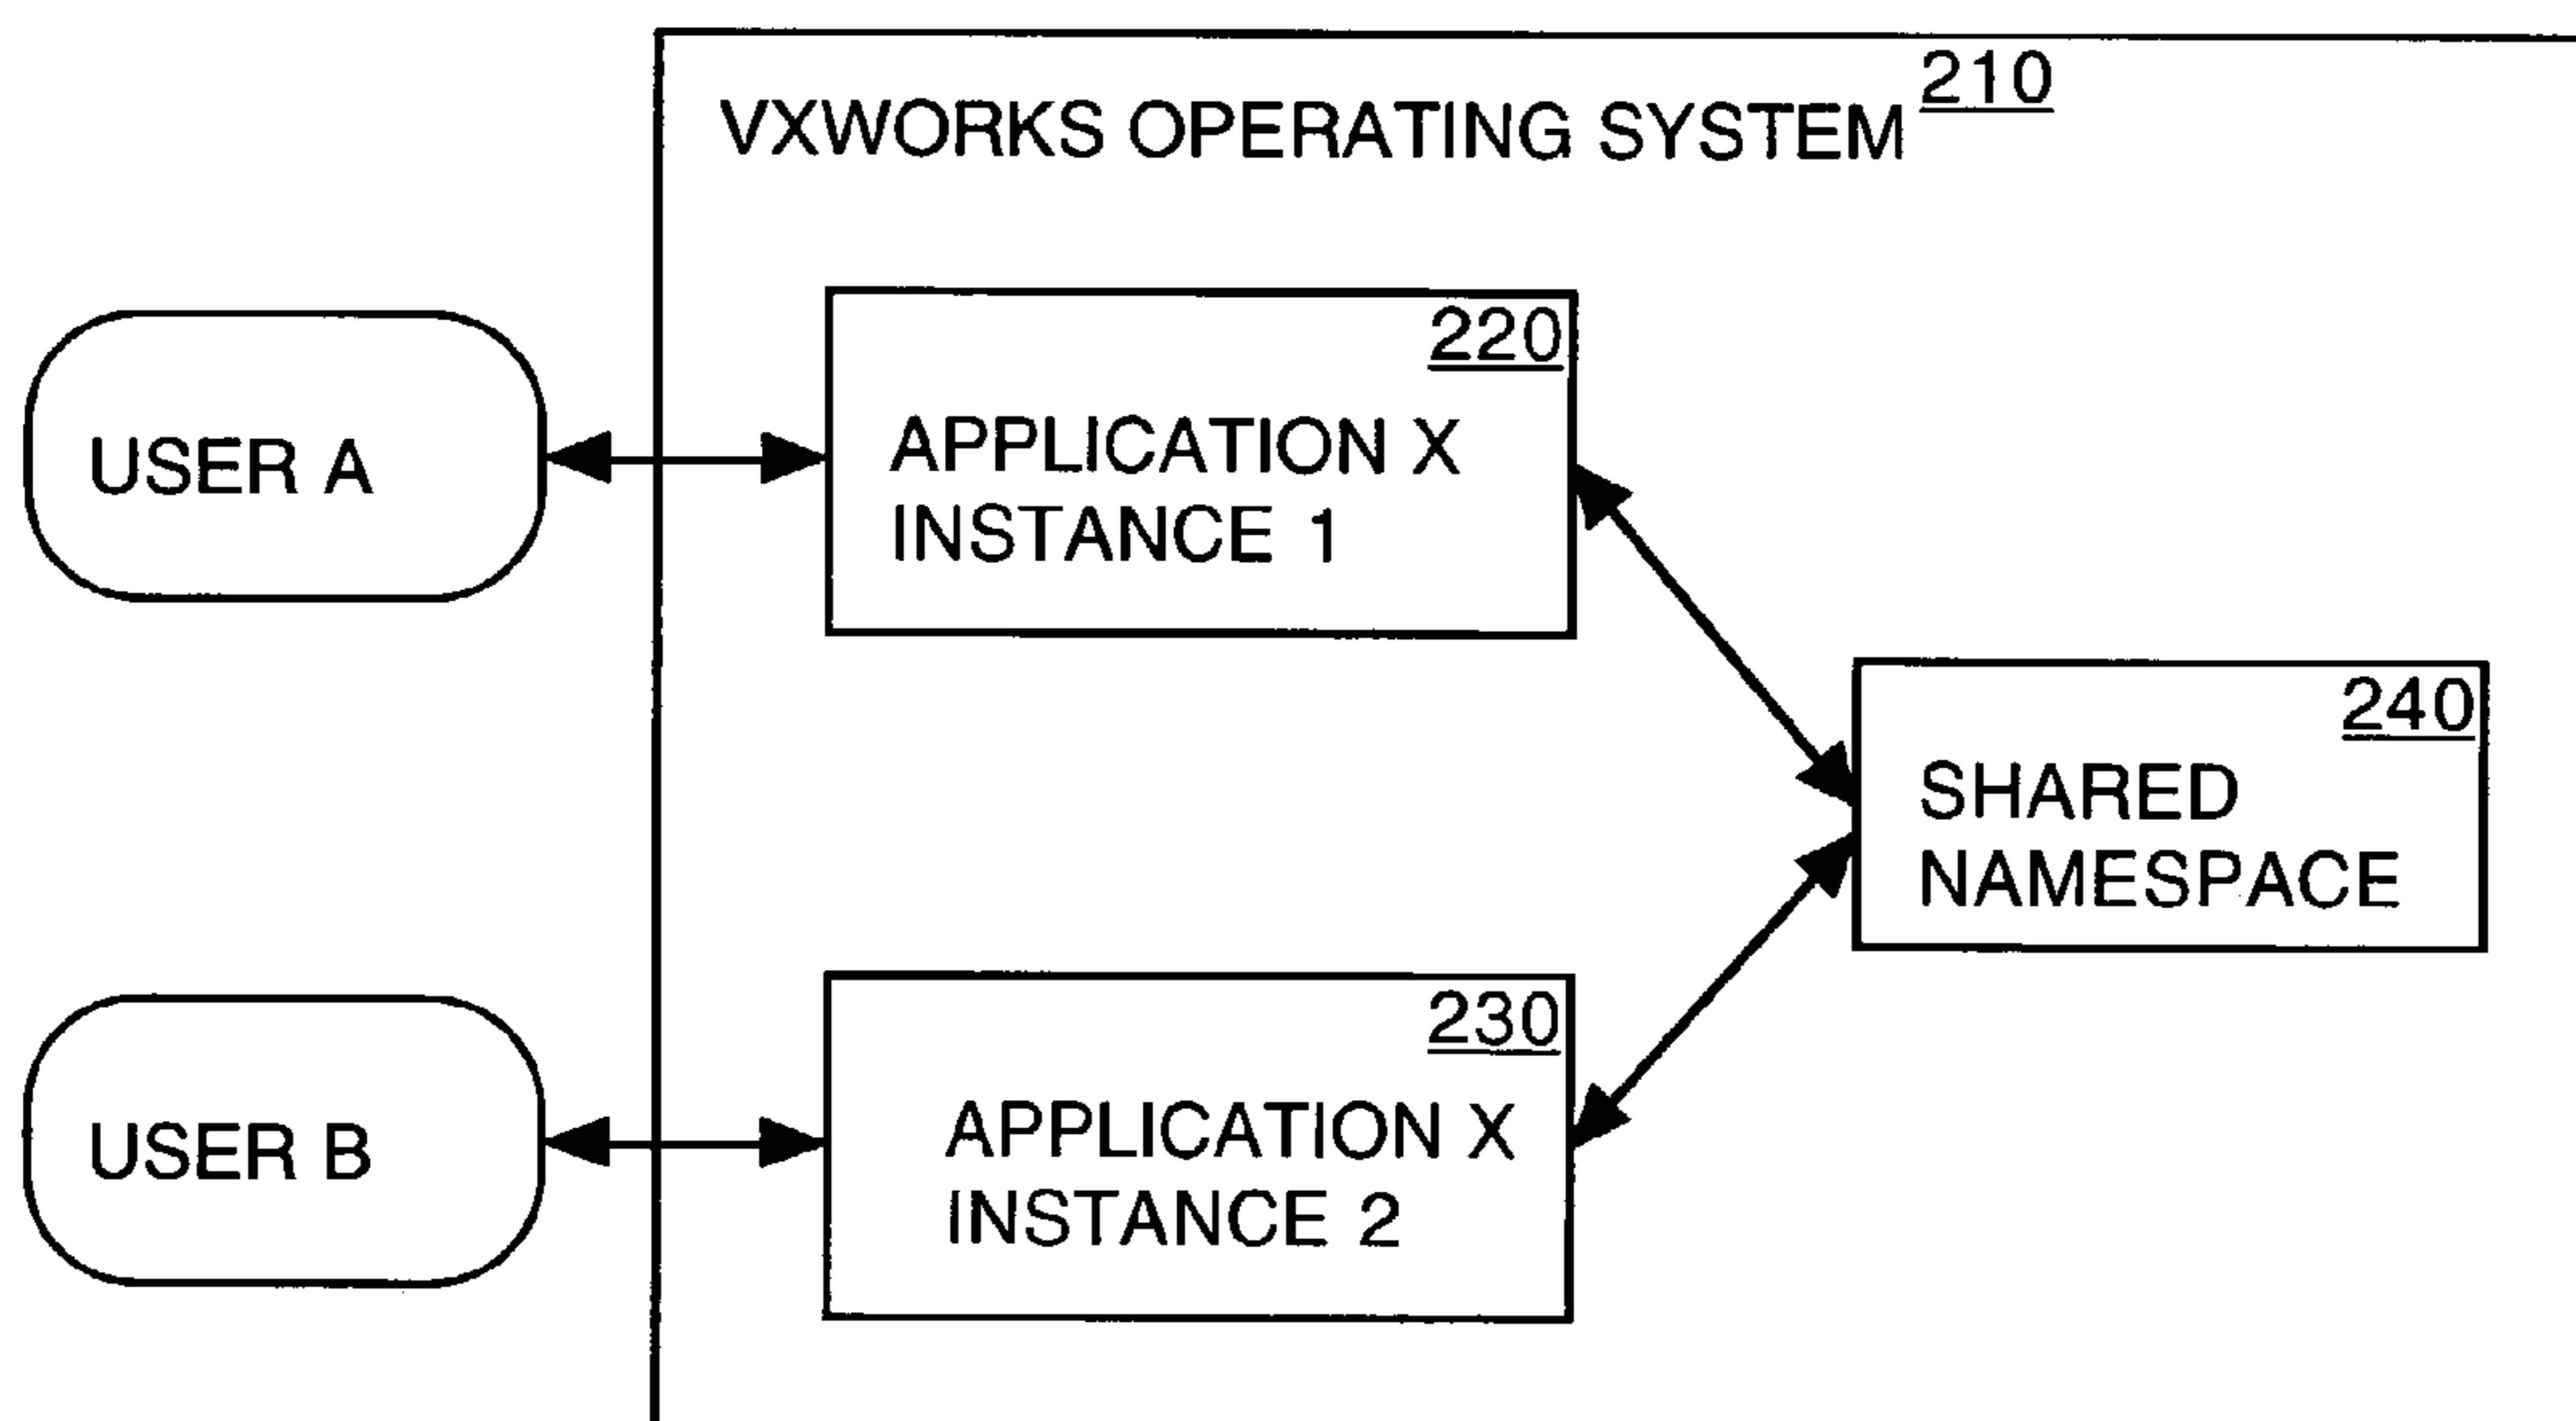 210
VXWORKS OPERATING SYSTEM
220
USER A
APPLICATION X
INSTANCE 1
240
SHARED
NAMESPACE
230
USER B
APPLICATION X
INSTANCE 2